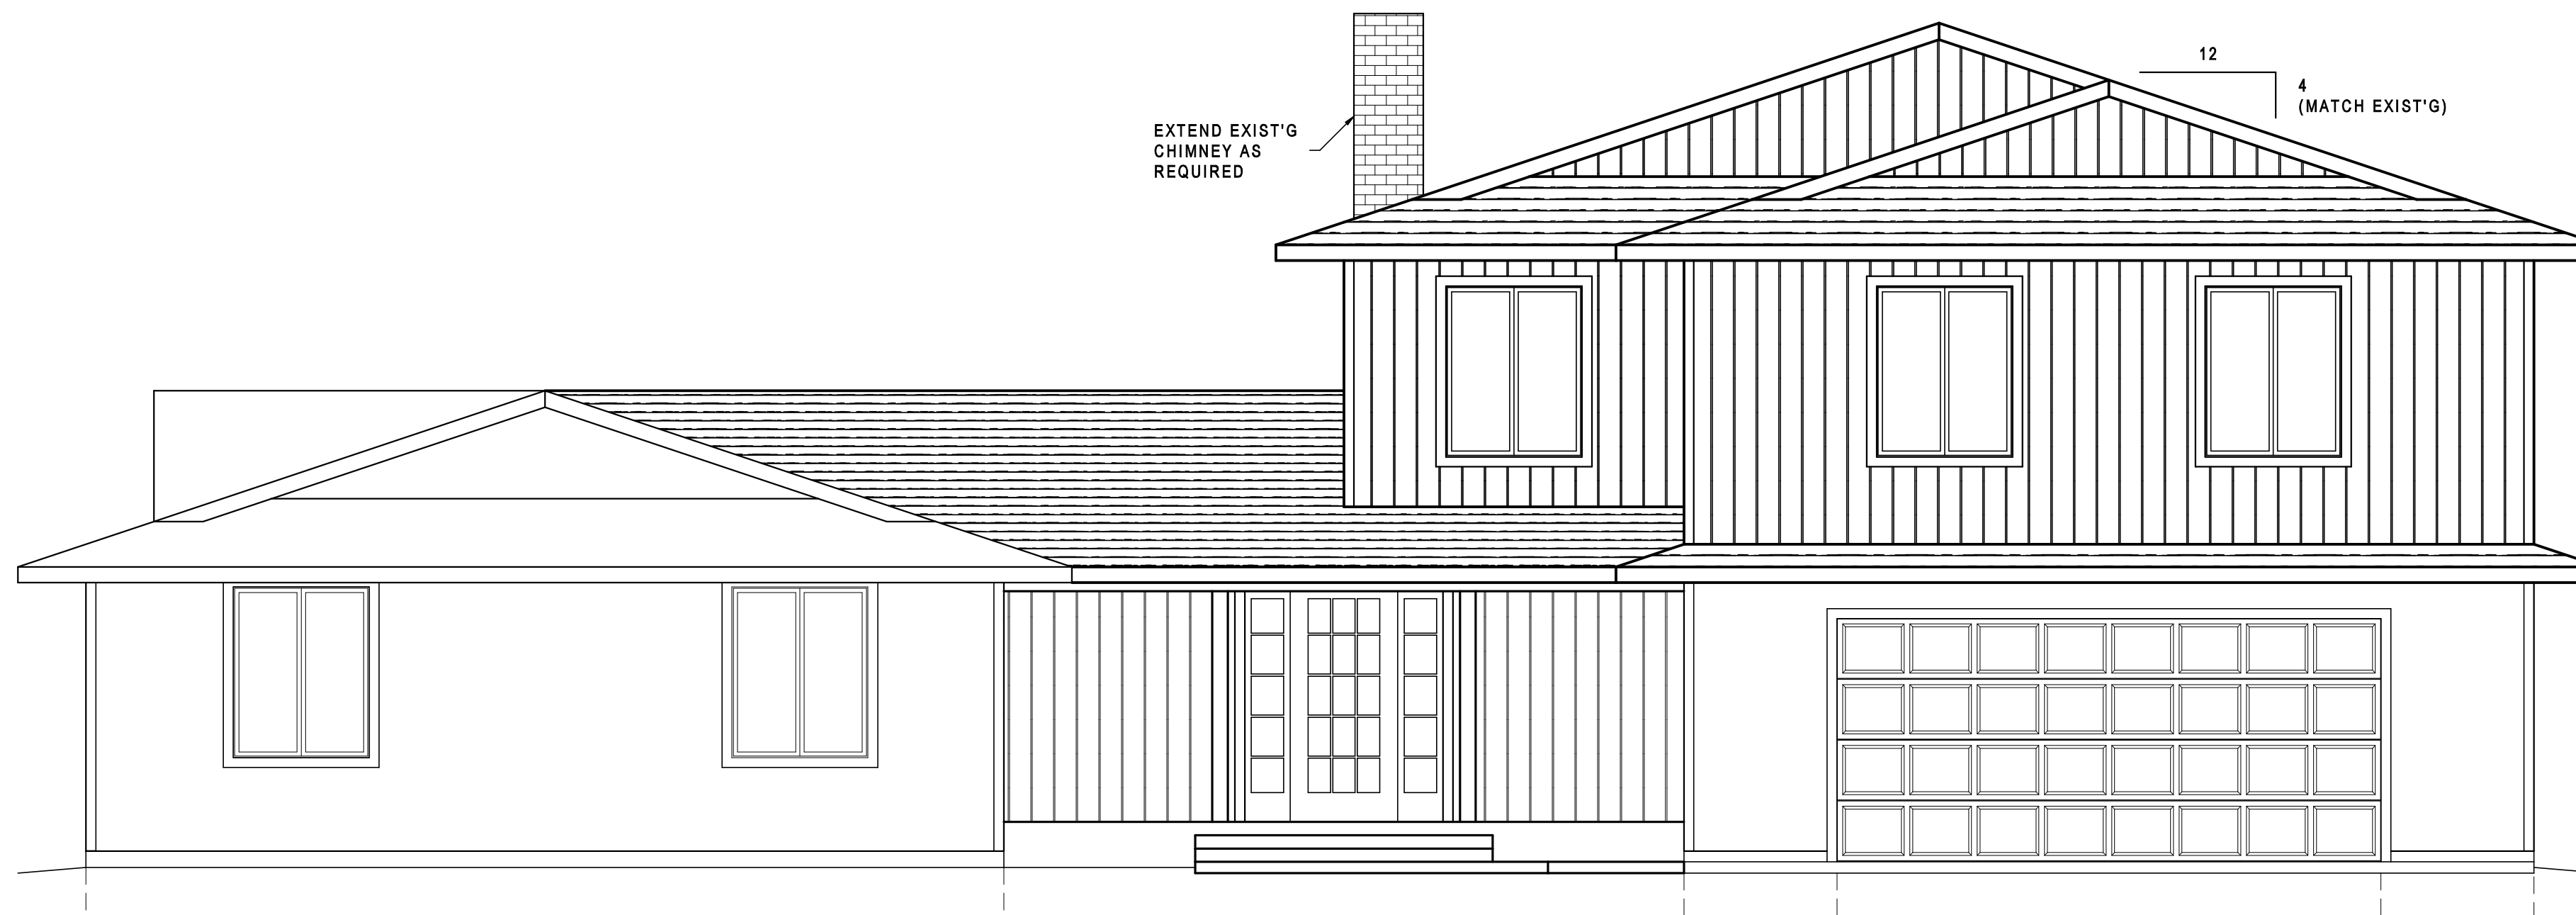 EXTEND EXIST'G
CHIMNEY AS
REQUIRED
12
4
(MATCH EXIST'G)